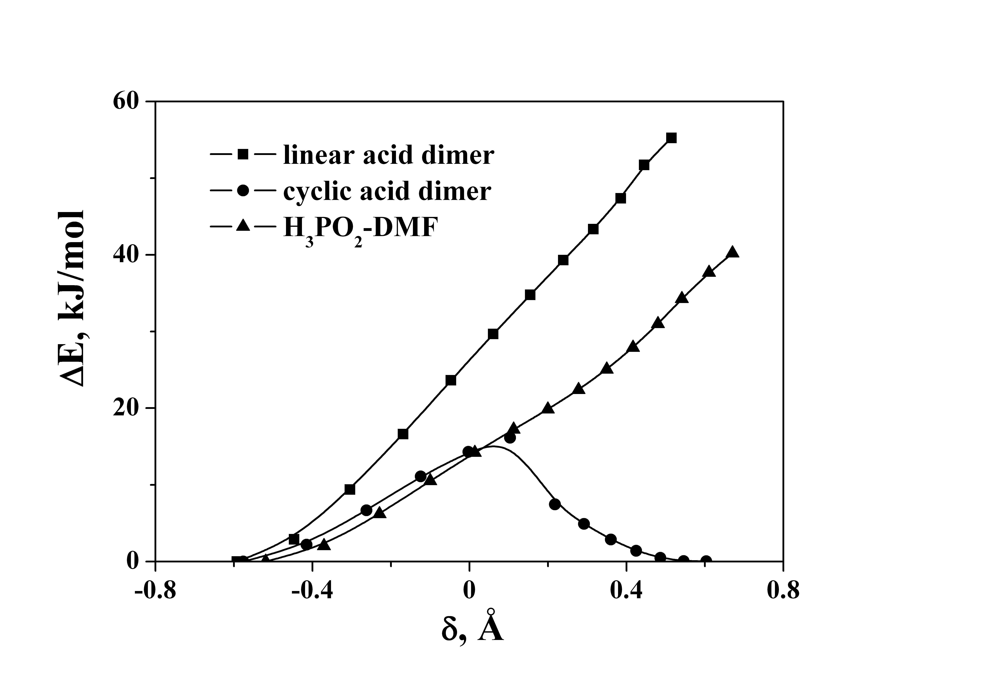 60
40
20
0
ΔE, kJ/mol
linear acid dimer
cyclic acid dimer
H₃PO₂-DMF
-0.8 -0.4 0 0.4 0.8
δ, Å